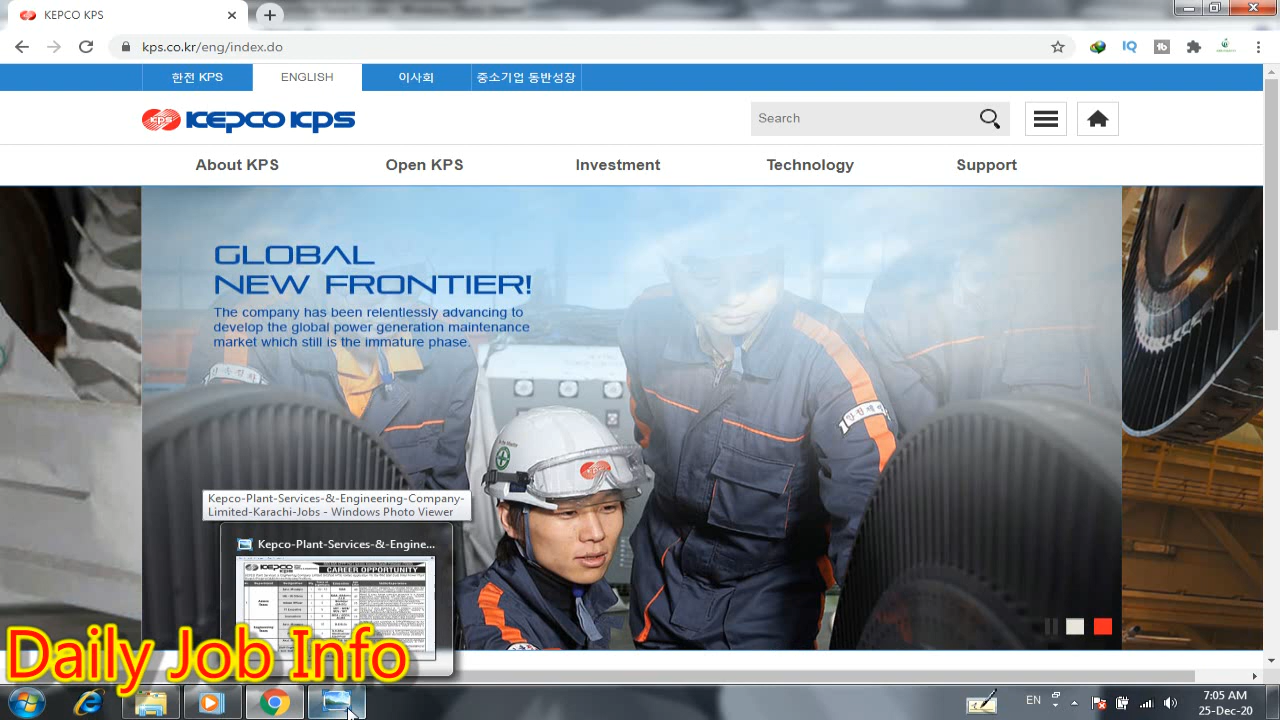 KEPCO KPS
kps.co.kr/eng/index.do
한전 KPS
ENGLISH
이사회
중소기업 동반성장
KPS KEPCO KPS
Search
About KPS
Open KPS
Investment
Technology
Support
GLOBAL
NEW FRONTIER!
The company has been relentlessly advancing to
develop the global power generation maintenance
market which still is the immature phase.
KPS
Kepco-Plant-Services-&-Engineering-Company-
Limited-Karachi-Jobs - Windows Photo Viewer
Kepco-Plant-Services-&-Engine...
KEPCO KPS
CAREER OPPORTUNITY
Daily Job Info
EN
7:05 AM
25-Dec-20